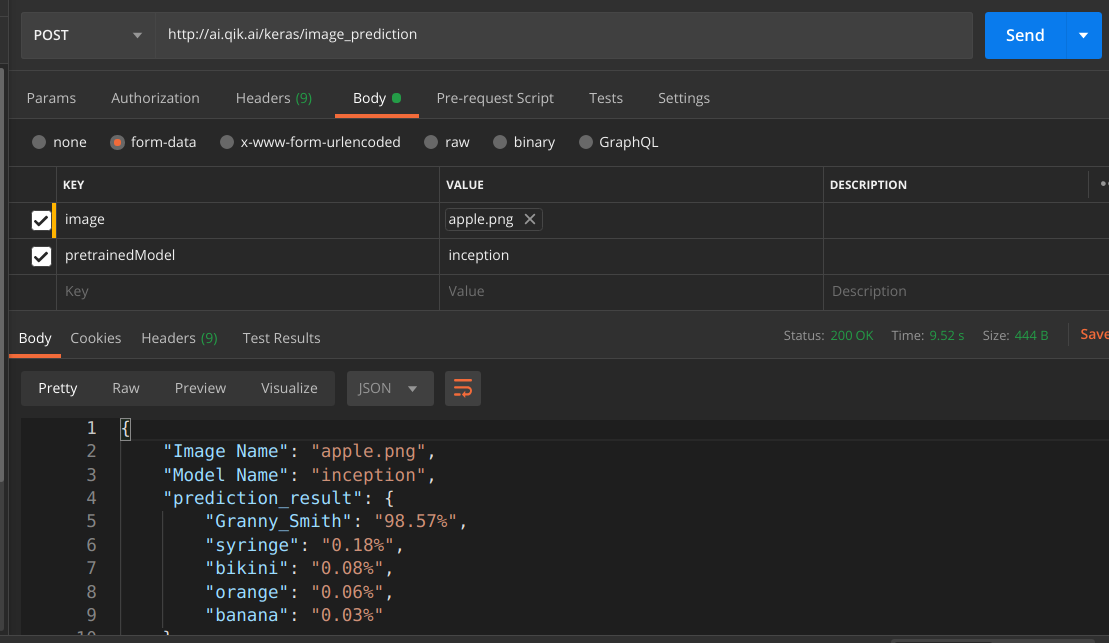 POST http://ai.qik.ai/keras/image_prediction Send
Params Authorization Headers (9) Body Pre-request Script Tests Settings
none form-data x-www-form-urlencoded raw binary GraphQL
KEY VALUE DESCRIPTION
image apple.png
pretrainedModel inception
Key Value Description
Body Cookies Headers (9) Test Results Status: 200 OK Time: 9.52 s Size: 444 B Save
Pretty Raw Preview Visualize JSON
1 {
2 "Image Name": "apple.png",
3 "Model Name": "inception",
4 "prediction_result": {
5 "Granny_Smith": "98.57%",
6 "syringe": "0.18%",
7 "bikini": "0.08%",
8 "orange": "0.06%",
9 "banana": "0.03%"
10 }